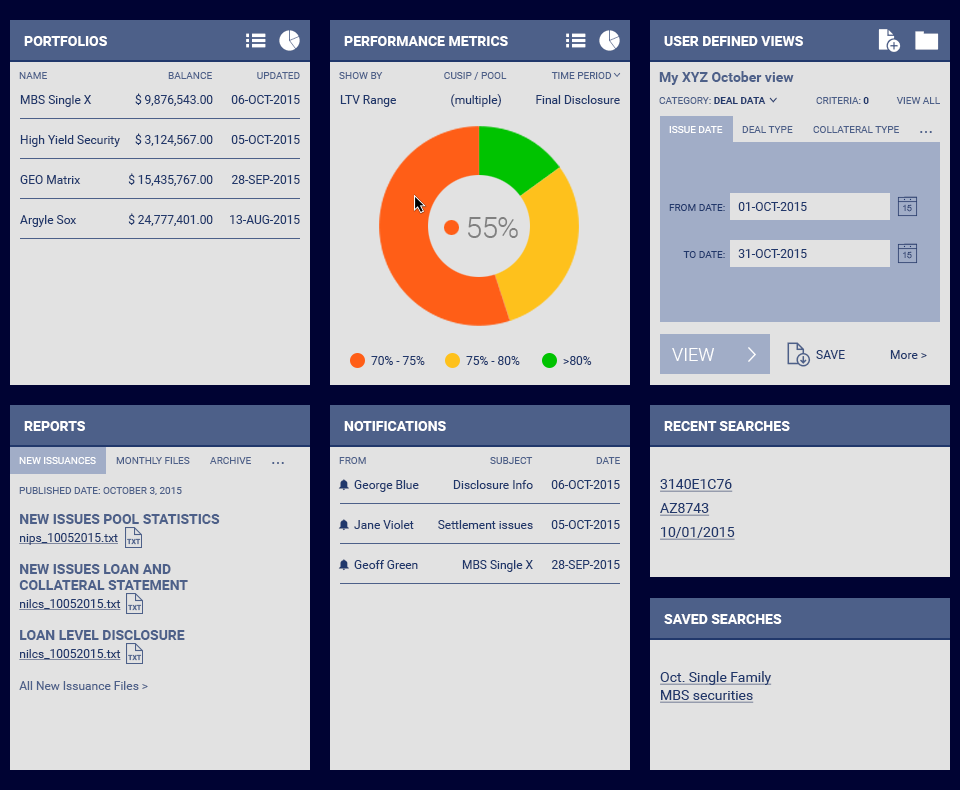 PORTFOLIOS
NAME BALANCE UPDATED
MBS Single X $ 9,876,543.00 06-OCT-2015
High Yield Security $ 3,124,567.00 05-OCT-2015
GEO Matrix $ 15,435,767.00 28-SEP-2015
Argyle Sox $ 24,777,401.00 13-AUG-2015
PERFORMANCE METRICS
SHOW BY CUSIP / POOL TIME PERIOD
LTV Range (multiple) Final Disclosure
55%
70% - 75% 75% - 80% >80%
USER DEFINED VIEWS
My XYZ October view
CATEGORY: DEAL DATA CRITERIA: 0 VIEW ALL
ISSUE DATE DEAL TYPE COLLATERAL TYPE ...
FROM DATE: 01-OCT-2015 15
TO DATE: 31-OCT-2015 15
VIEW SAVE More >
REPORTS
NEW ISSUANCES MONTHLY FILES ARCHIVE ...
PUBLISHED DATE: OCTOBER 3, 2015
NEW ISSUES POOL STATISTICS
nips_10052015.txt TXT
NEW ISSUES LOAN AND
COLLATERAL STATEMENT
nilcs_10052015.txt TXT
LOAN LEVEL DISCLOSURE
nilcs_10052015.txt TXT
All New Issuance Files >
NOTIFICATIONS
FROM SUBJECT DATE
George Blue Disclosure Info 06-OCT-2015
Jane Violet Settlement issues 05-OCT-2015
Geoff Green MBS Single X 28-SEP-2015
RECENT SEARCHES
3140E1C76
AZ8743
10/01/2015
SAVED SEARCHES
Oct. Single Family
MBS securities